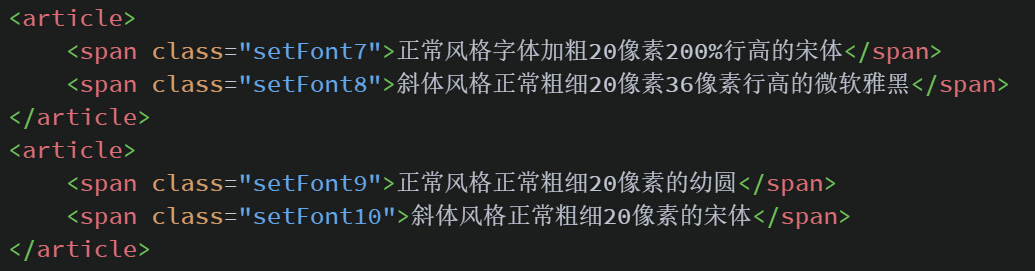 <article>
    <span class="setFont7">正常风格字体加粗20像素200%行高的宋体</span>
    <span class="setFont8">斜体风格正常粗细20像素36像素行高的微软雅黑</span>
</article>
<article>
    <span class="setFont9">正常风格正常粗细20像素的幼圆</span>
    <span class="setFont10">斜体风格正常粗细20像素的宋体</span>
</article>